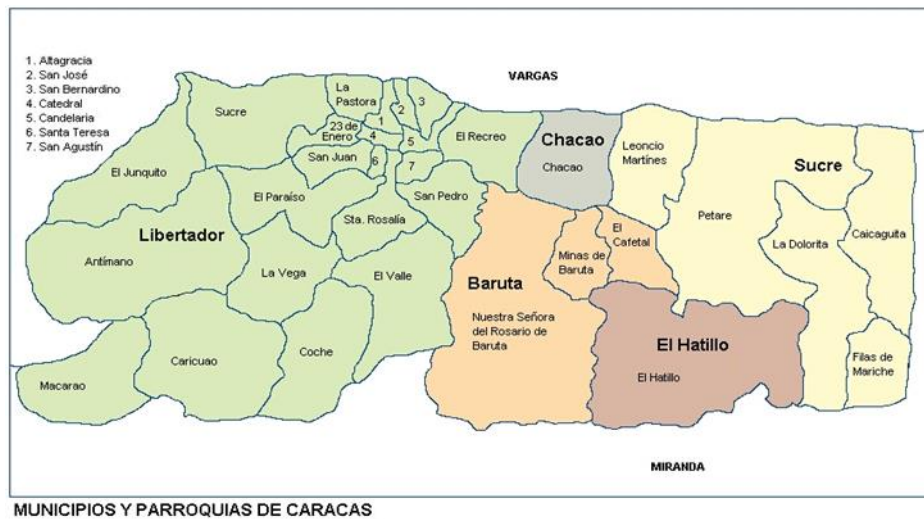 1. Altagracia
2. San José
3. San Bernardino
4. Catedral
5. Candelaria
6. Santa Teresa
7. San Agustín
VARGAS
La
Pastora
Sucre
1
2
3
23 de
Enero
4
5
El Recreo
Chacao
Chacao
Leoncio
Martínes
Sucre
San Juan
6
7
El Junquito
El Paraíso
San Pedro
Sta. Rosalía
Petare
Libertador
El
Cafetal
La Dolorita
Caicaguita
Antímano
La Vega
El Valle
Minas de
Baruta
Baruta
Nuestra Señora
del Rosario de
Baruta
El Hatillo
El Hatillo
Coche
Caricuao
Macarao
Filas de
Mariche
MIRANDA
MUNICIPIOS Y PARROQUIAS DE CARACAS